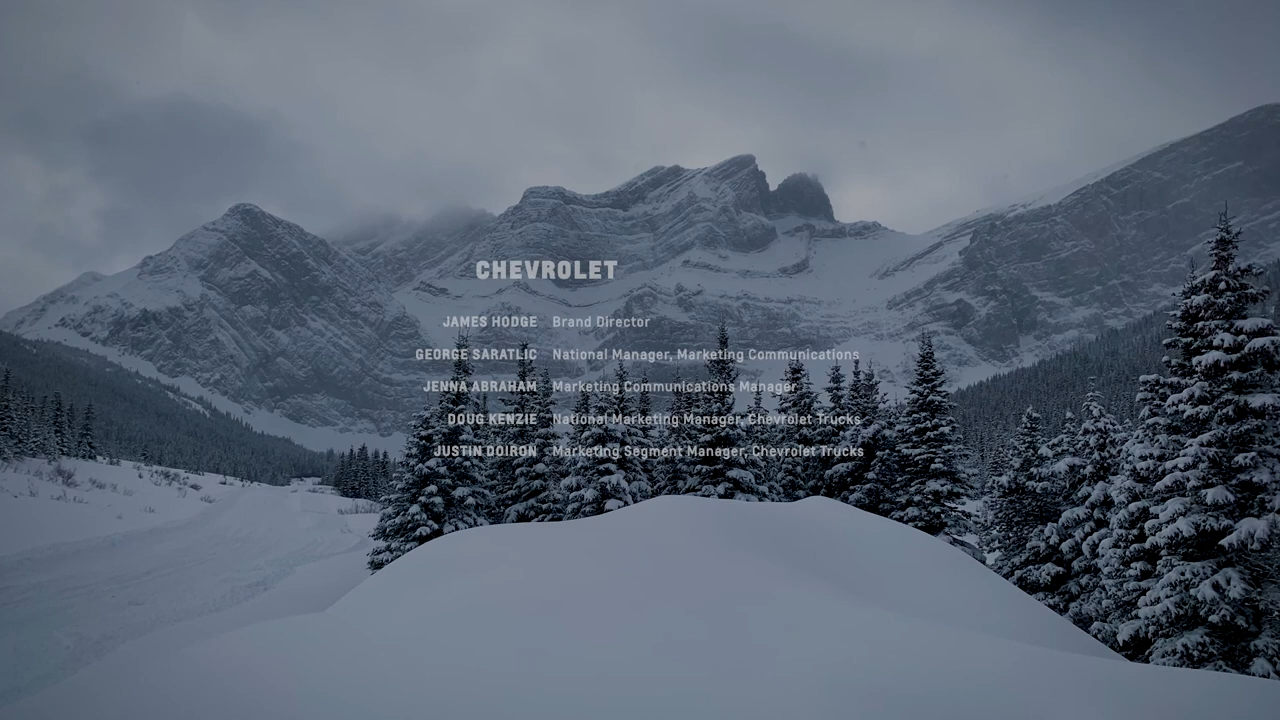 CHEVROLET
JAMES HODGE Brand Director
GEORGE SARATLIC National Manager, Marketing Communications
JENNA ABRAHAM Marketing Communications Manager
DOUG KENZIE National Marketing Manager, Chevrolet Trucks
JUSTIN DOIRON Marketing Segment Manager, Chevrolet Trucks